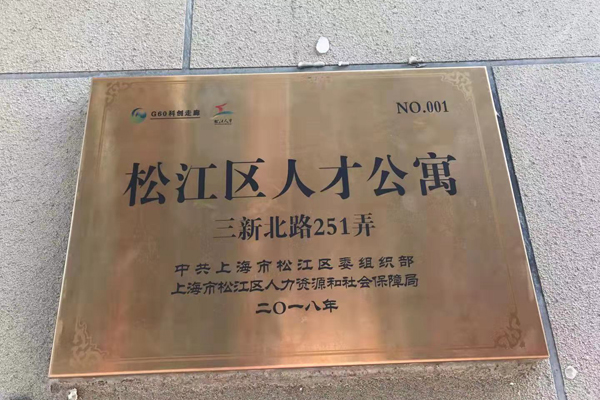 G60科创走廊
NO.001
松江区人才公寓
三新北路251弄
中共上海市松江区委组织部
上海市松江区人力资源和社会保障局
二〇一八年